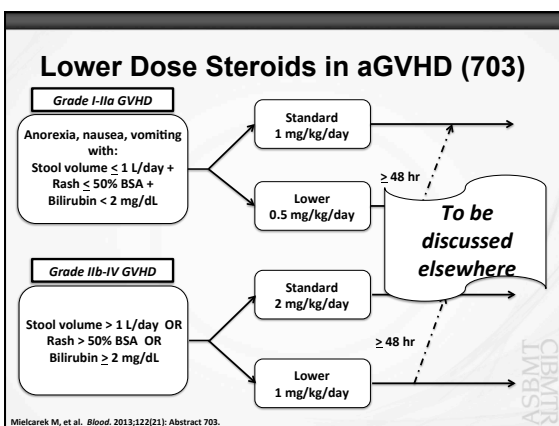 Lower Dose Steroids in aGVHD (703)
Grade I-IIa GVHD
Anorexia, nausea, vomiting
with:
Stool volume < 1 L/day +
Rash < 50% BSA +
Bilirubin < 2 mg/dL
Standard
1 mg/kg/day
Lower
0.5 mg/kg/day
> 48 hr
To be
discussed
elsewhere
Grade IIb-IV GVHD
Stool volume > 1 L/day OR
Rash > 50% BSA OR
Bilirubin > 2 mg/dL
Standard
2 mg/kg/day
Lower
1 mg/kg/day
> 48 hr
Mielcarek M, et al. Blood. 2013;122(21): Abstract 703.
ASBMT
CIBMTR